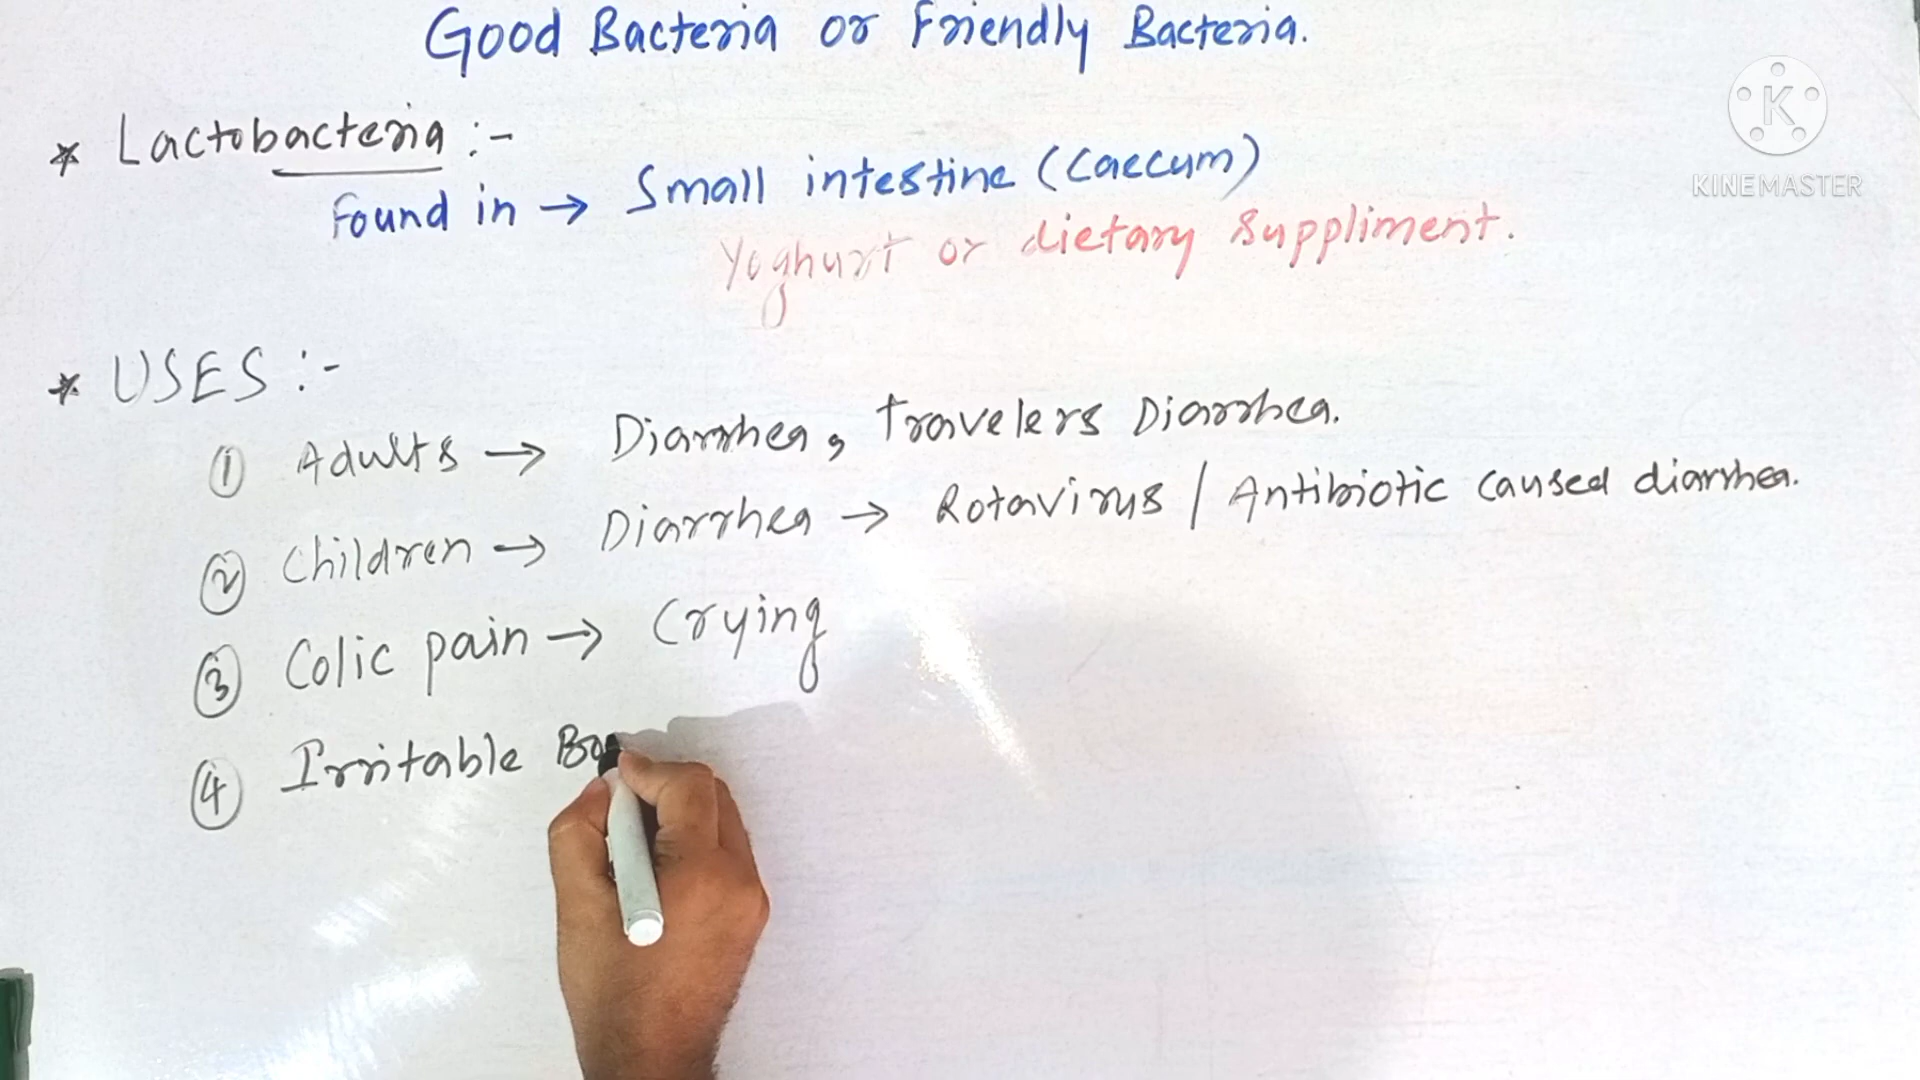 Good Bacteria or Friendly Bacteria.
* Lactobacteria :-
Found in → Small intestine (Caecum)
Yoghurt or dietary Suppliment.
* USES :-
① Adults → Diarrhea, Travelers Diarrhea.
② Children → Diarrhea → Rotavirus / Antibiotic caused diarrhea.
③ Colic pain → Crying
④ Irritable Bo
K
KINEMASTER